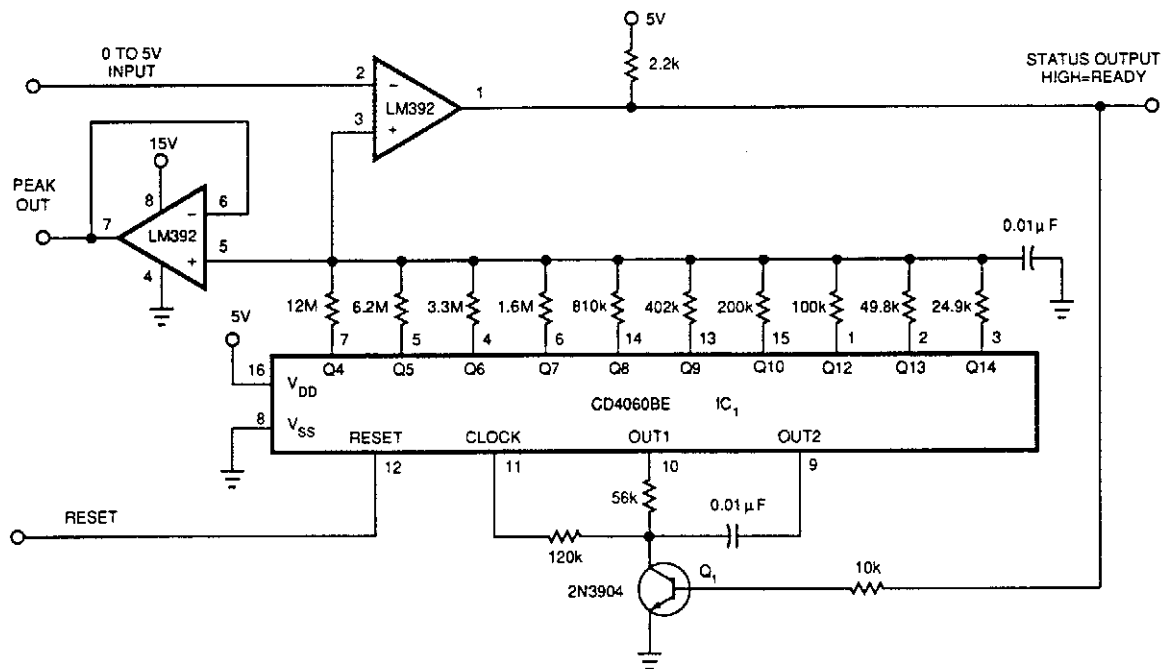 0 TO 5V
INPUT
2
−
LM392
1
3
+
5V
2.2k
STATUS OUTPUT
HIGH=READY
PEAK
OUT
15V
8
6
−
7
LM392
5
+
4
0.01µF
12M
6.2M
3.3M
1.6M
810k
402k
200k
100k
49.8k
24.9k
7
5
4
6
14
13
15
1
2
3
5V
16
Q4
Q5
Q6
Q7
Q8
Q9
Q10
Q12
Q13
Q14
VDD
CD4060BE
IC1
8
VSS
RESET
CLOCK
OUT1
OUT2
12
11
10
9
56k
0.01µF
RESET
120k
Q1
10k
2N3904